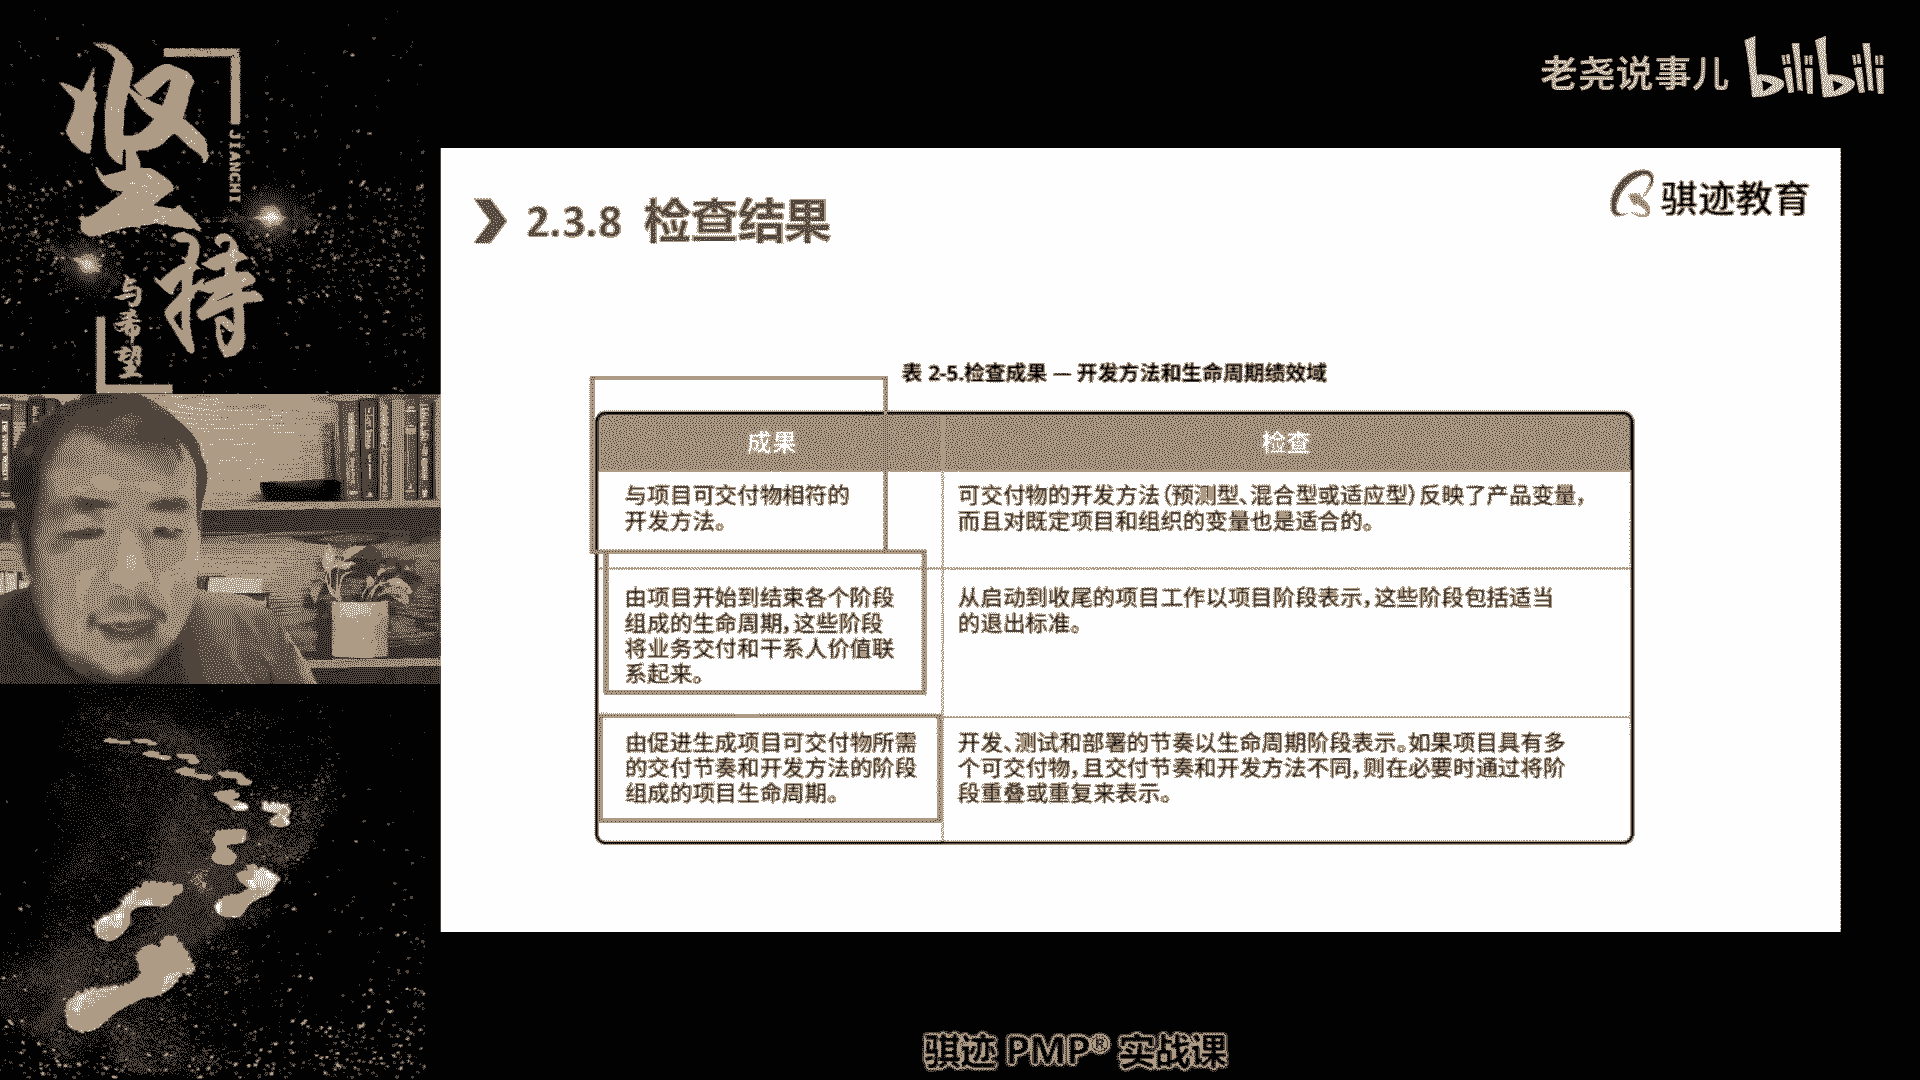 坚持
JIANCHI
与希望
老尧说事儿 bilibili
骐迹教育
2.3.8 检查结果
表 2-5.检查成果 — 开发方法和生命周期绩效域
成果
检查
与项目可交付物相符的
开发方法。
可交付物的开发方法（预测型、混合型或适应型）反映了产品变量，
而且对既定项目和组织的变量也是适合的。
由项目开始到结束各个阶段
组成的生命周期，这些阶段
将业务交付和干系人价值联
系起来。
从启动到收尾的项目工作以项目阶段表示，这些阶段包括适当
的退出标准。
由促进生成项目可交付物所需
的交付节奏和开发方法的阶段
组成的项目生命周期。
开发、测试和部署的节奏以生命周期阶段表示。如果项目具有多
个可交付物，且交付节奏和开发方法不同，则在必要时通过将阶
段重叠或重复来表示。
骐迹 PMP® 实战课